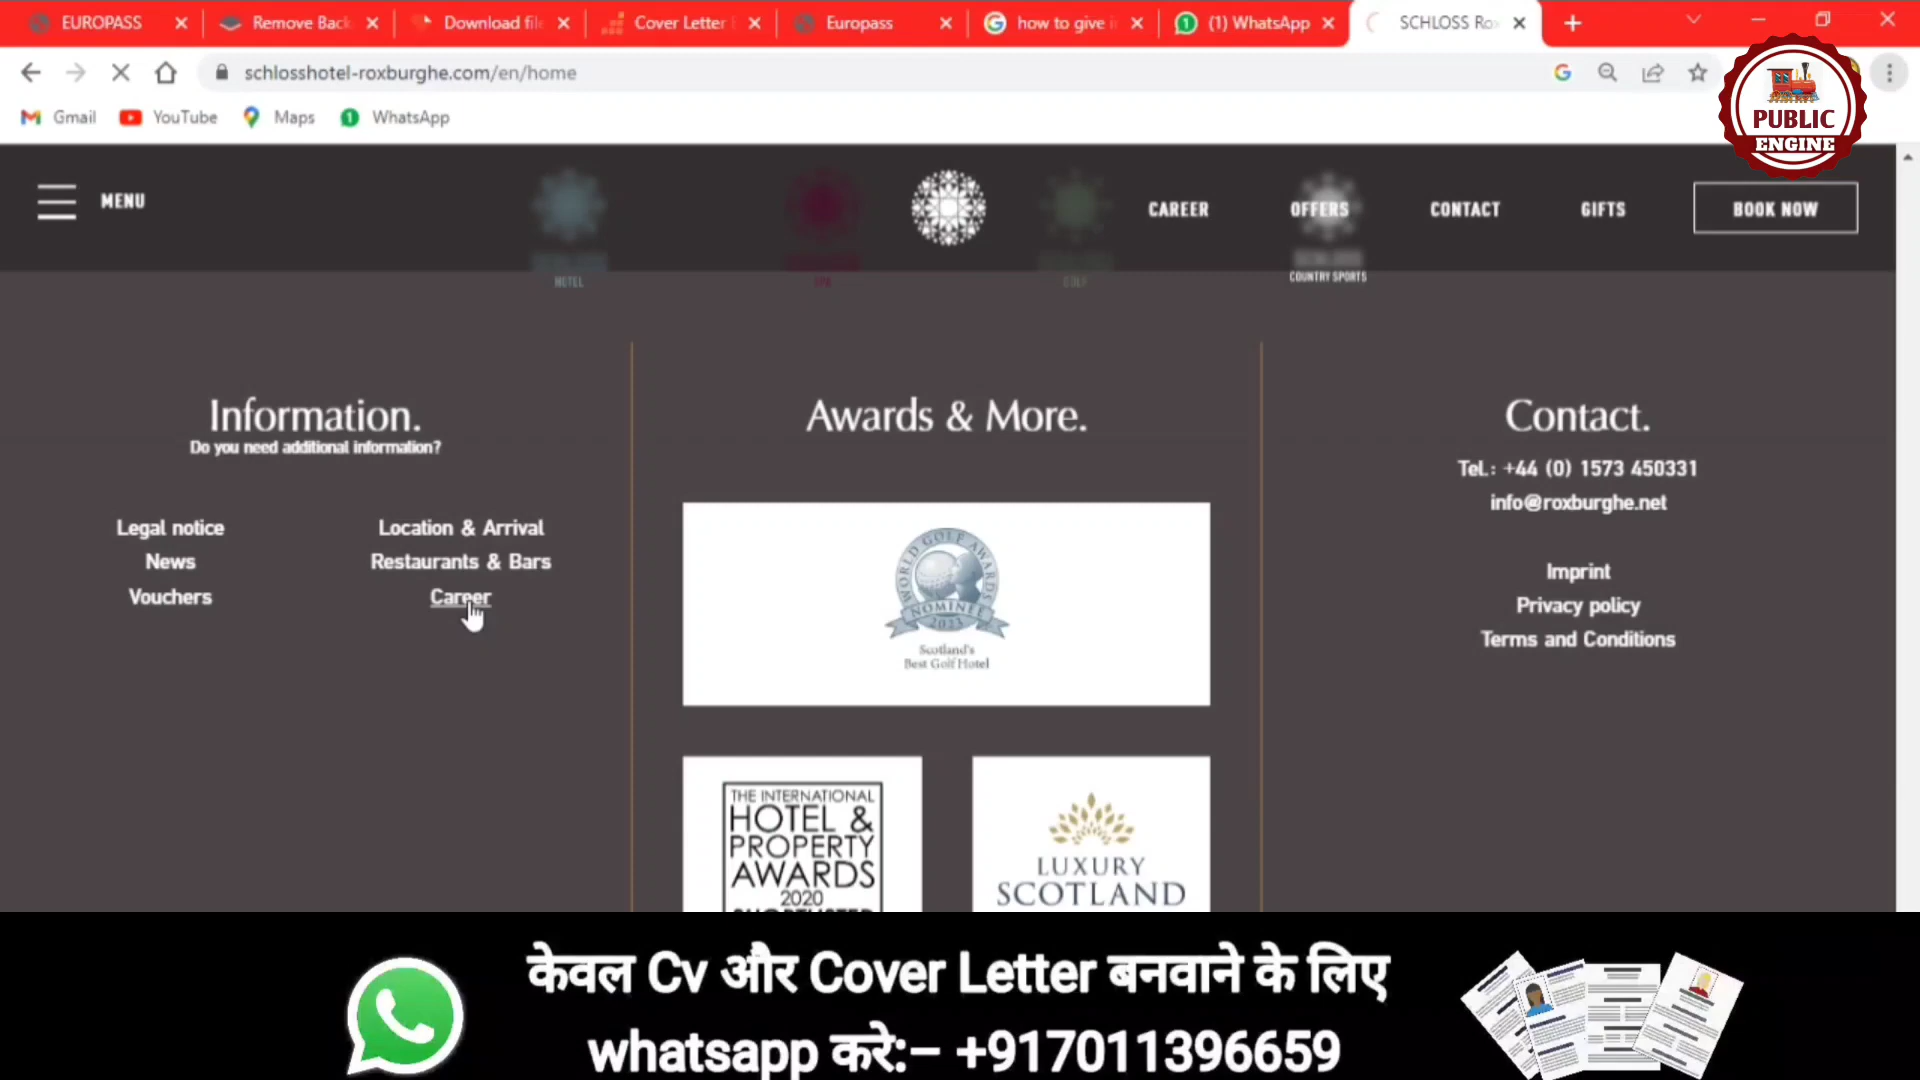 EUROPASS
Remove Bac
Download fil
Cover Letter
Europass
how to give i
(1) WhatsApp
SCHLOSS Ro
schlosshotel-roxburghe.com/en/home
Gmail
YouTube
Maps
WhatsApp
PUBLIC
ENGINE
MENU
CAREER
OFFERS
CONTACT
GIFTS
BOOK NOW
HOTEL
SPA
GOLF
COUNTRY SPORTS
Information.
Do you need additional information?
Legal notice
Location & Arrival
News
Restaurants & Bars
Vouchers
Career
Awards & More.
WORLD GOLF AWARDS
NOMINEE
2023
Scotland's
Best Golf Hotel
THE INTERNATIONAL
HOTEL &
PROPERTY
AWARDS
2020
LUXURY
SCOTLAND
Contact.
Tel.: +44 (0) 1573 450331
info@roxburghe.net
Imprint
Privacy policy
Terms and Conditions
केवल Cv और Cover Letter बनवाने के लिए
whatsapp करे:– +917011396659